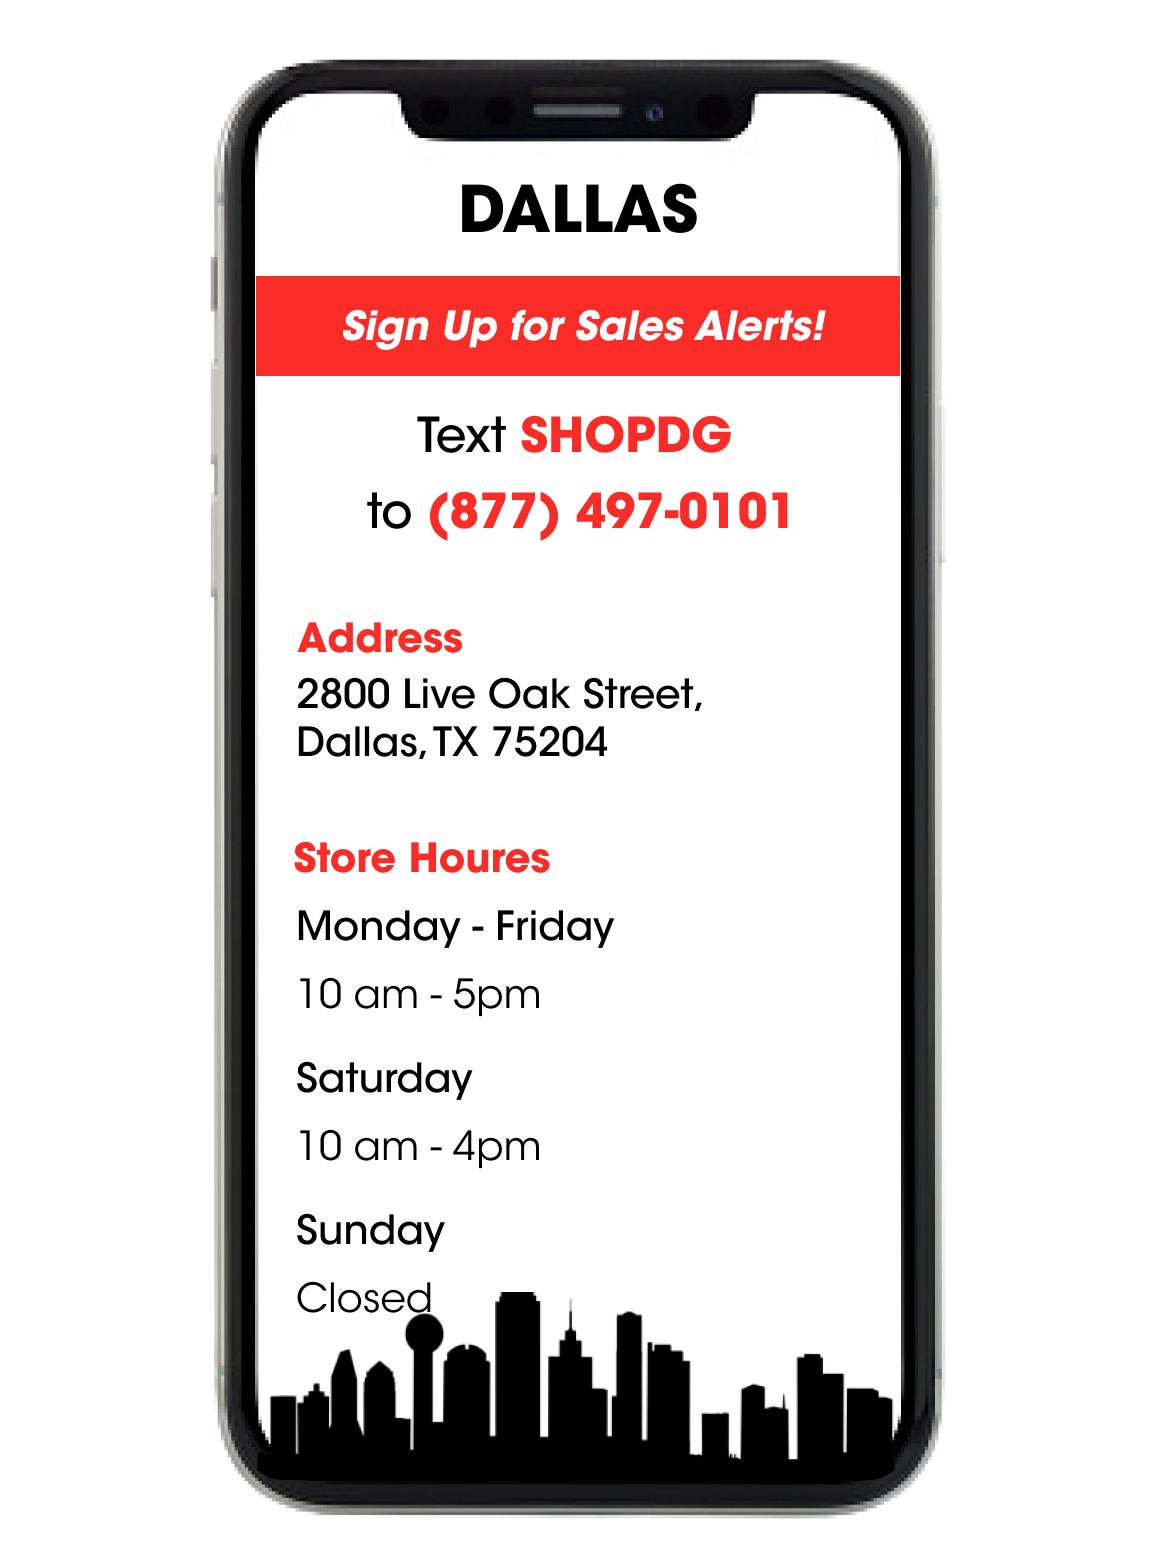 DALLAS
Sign Up for Sales Alerts!
Text SHOPDG
to (877) 497-0101
Address
2800 Live Oak Street,
Dallas, TX 75204
Store Houres
Monday - Friday
10 am - 5pm
Saturday
10 am - 4pm
Sunday
Closed